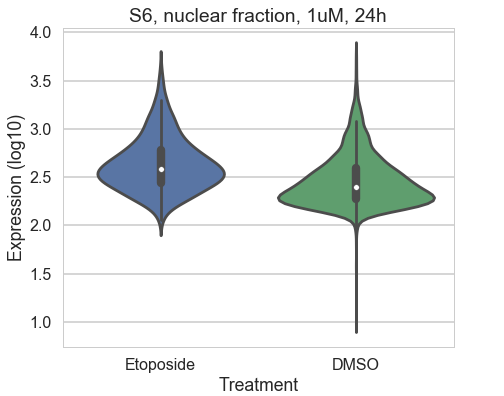 S6, nuclear fraction, 1uM, 24h
Expression (log10)
4.0
3.5
3.0
2.5
2.0
1.5
1.0
Etoposide
DMSO
Treatment